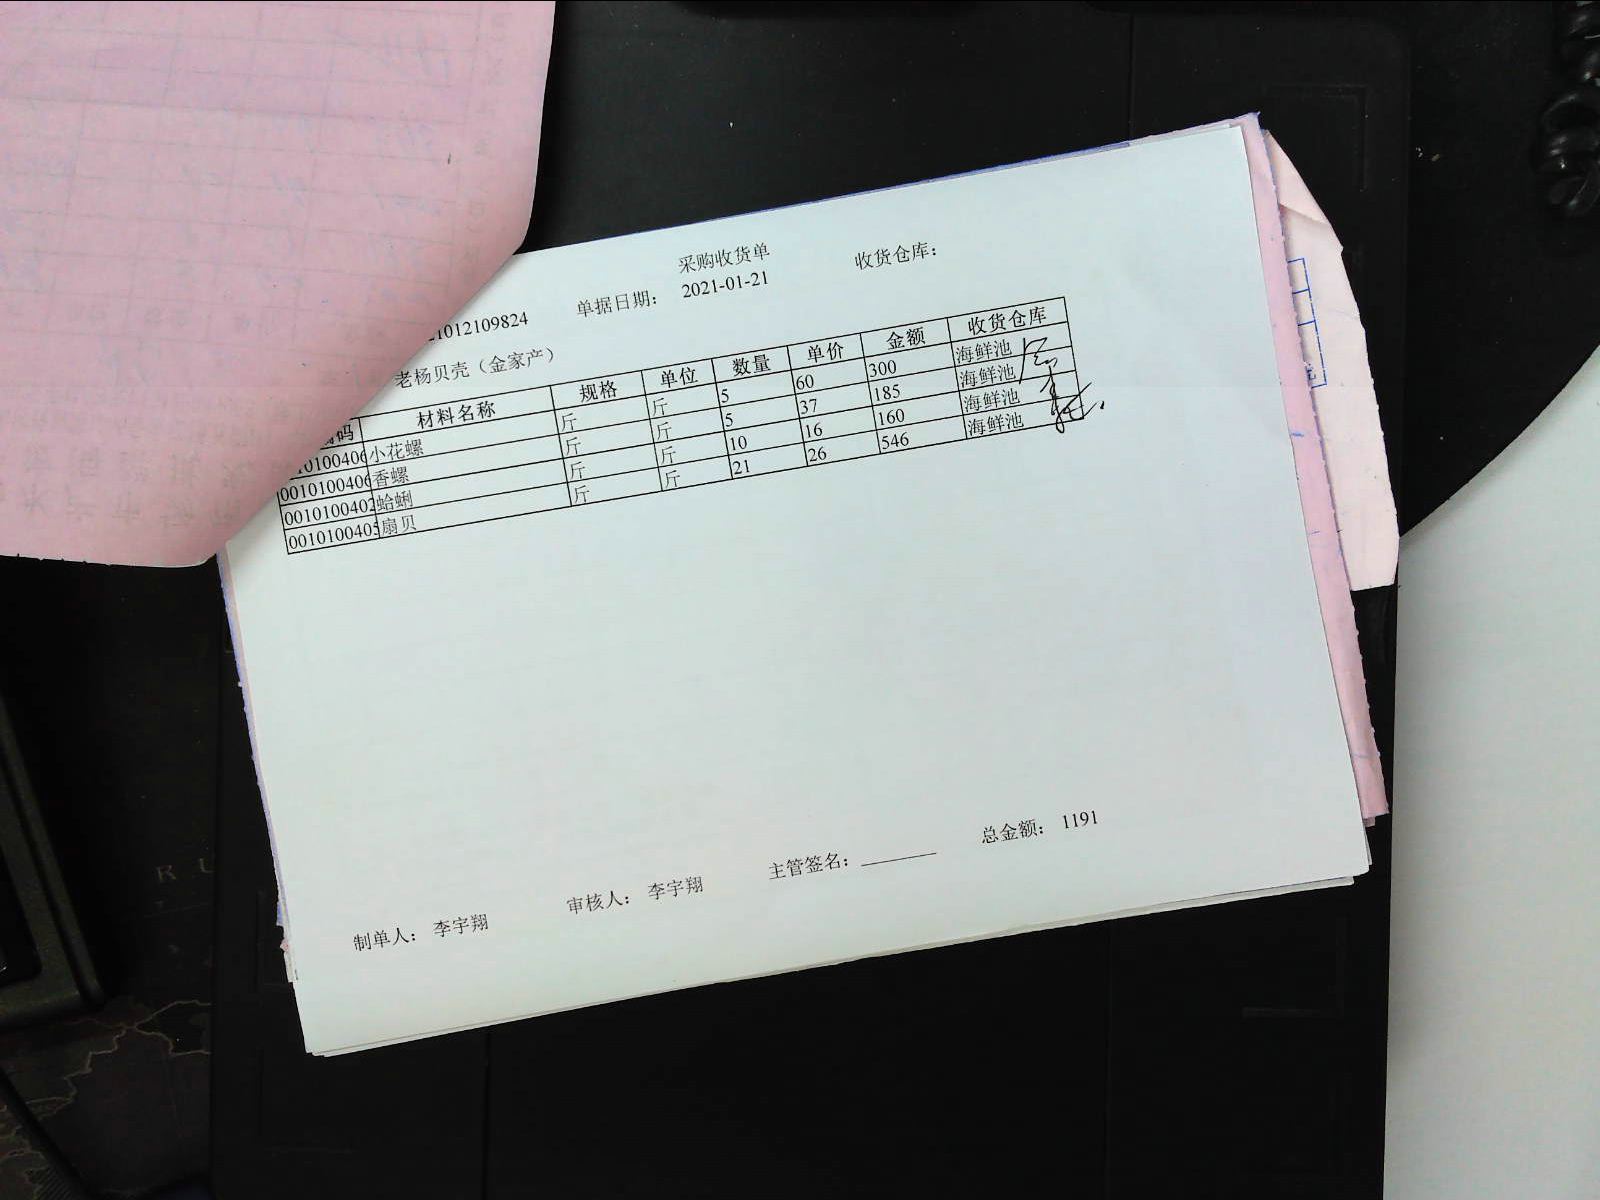 采购收货单
收货仓库：
21012109824
单据日期： 2021-01-21
老杨贝壳（金家产）
码 材料名称 规格 单位 数量 单价 金额 收货仓库
0100406 小花螺 斤 斤 5 60 300 海鲜池
0010100406 香螺 斤 斤 5 37 185 海鲜池
0010100402 蛤蜊 斤 斤 10 16 160 海鲜池
0010100405 扇贝 斤 斤 21 26 546 海鲜池
制单人： 李宇翔 审核人： 李宇翔 主管签名： 总金额： 1191